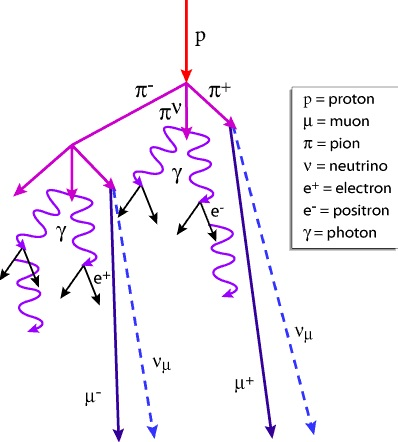 p
π⁻
π⁺
πᵛ
γ
γ
e⁻
e⁺
ν_μ
ν_μ
μ⁻
μ⁺
p = proton
μ = muon
π = pion
ν = neutrino
e⁺ = electron
e⁻ = positron
γ = photon